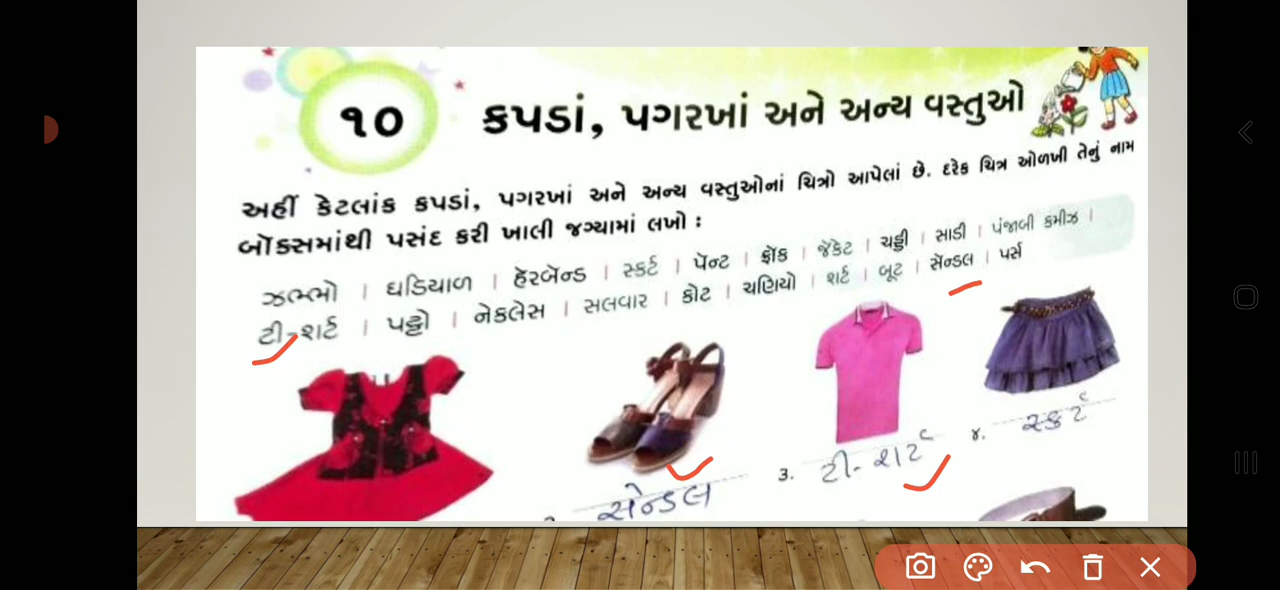 ૧૦ કપડાં, પગરખાં અને અન્ય વસ્તુઓ
અહીં કેટલાંક કપડાં, પગરખાં અને અન્ય વસ્તુઓનાં ચિત્રો આપેલાં છે. દરેક ચિત્ર ઓળખી તેનું નામ
બૉક્સમાંથી પસંદ કરી ખાલી જગ્યામાં લખો :
ઝભ્ભો | ઘડિયાળ | હેરબૅન્ડ | સ્કર્ટ | પૅન્ટ | ફ્રૉક | જૅકેટ | ચડ્ડી | સાડી | પંજાબી કમીઝ |
ટી-શર્ટ | પટ્ટો | નેકલેસ | સલવાર | કોટ | ચણિયો | શર્ટ | બૂટ | સૅન્ડલ | પર્સ
સેન્ડલ
૩. ટી-શર્ટ
૪. સ્કર્ટ